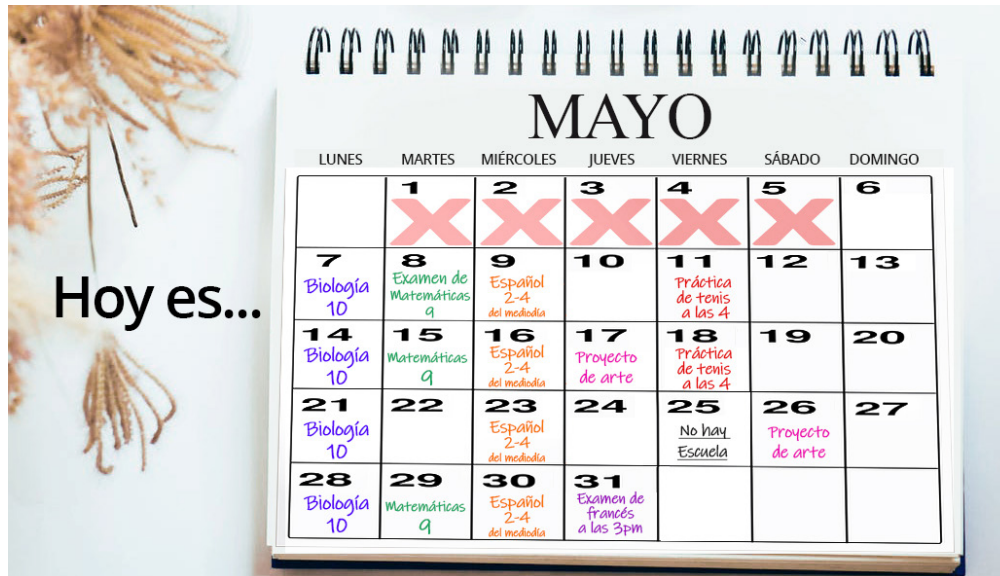 MAYO
LUNES MARTES MIÉRCOLES JUEVES VIERNES SÁBADO DOMINGO
Hoy es...
1 2 3 4 5 6
7 8 9 10 11 12 13
Biología
10
Examen de
Matemáticas
9
Español
2-4
del mediodía
Práctica
de tenis
a las 4
14 15 16 17 18 19 20
Biología
10
Matemáticas
9
Español
2-4
del mediodía
Proyecto
de arte
Práctica
de tenis
a las 4
21 22 23 24 25 26 27
Biología
10
Español
2-4
del mediodía
No hay
Escuela
Proyecto
de arte
28 29 30 31
Biología
10
Matemáticas
9
Español
2-4
del mediodía
Examen de
francés
a las 3pm